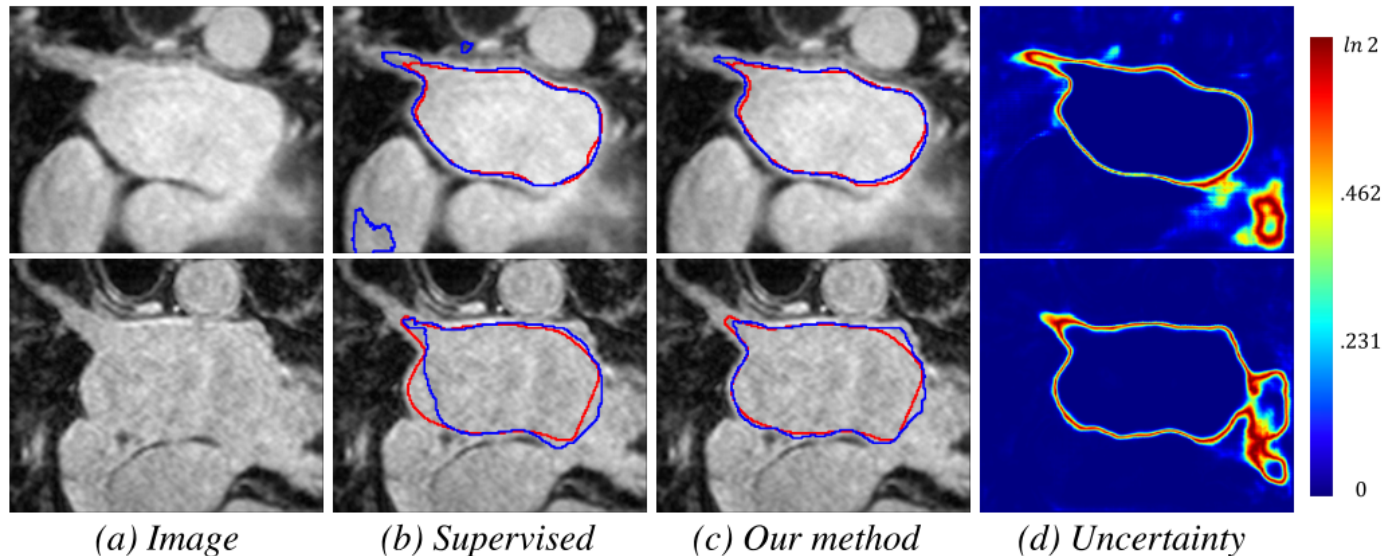 ln 2
.462
.231
0
(a) Image
(b) Supervised
(c) Our method
(d) Uncertainty